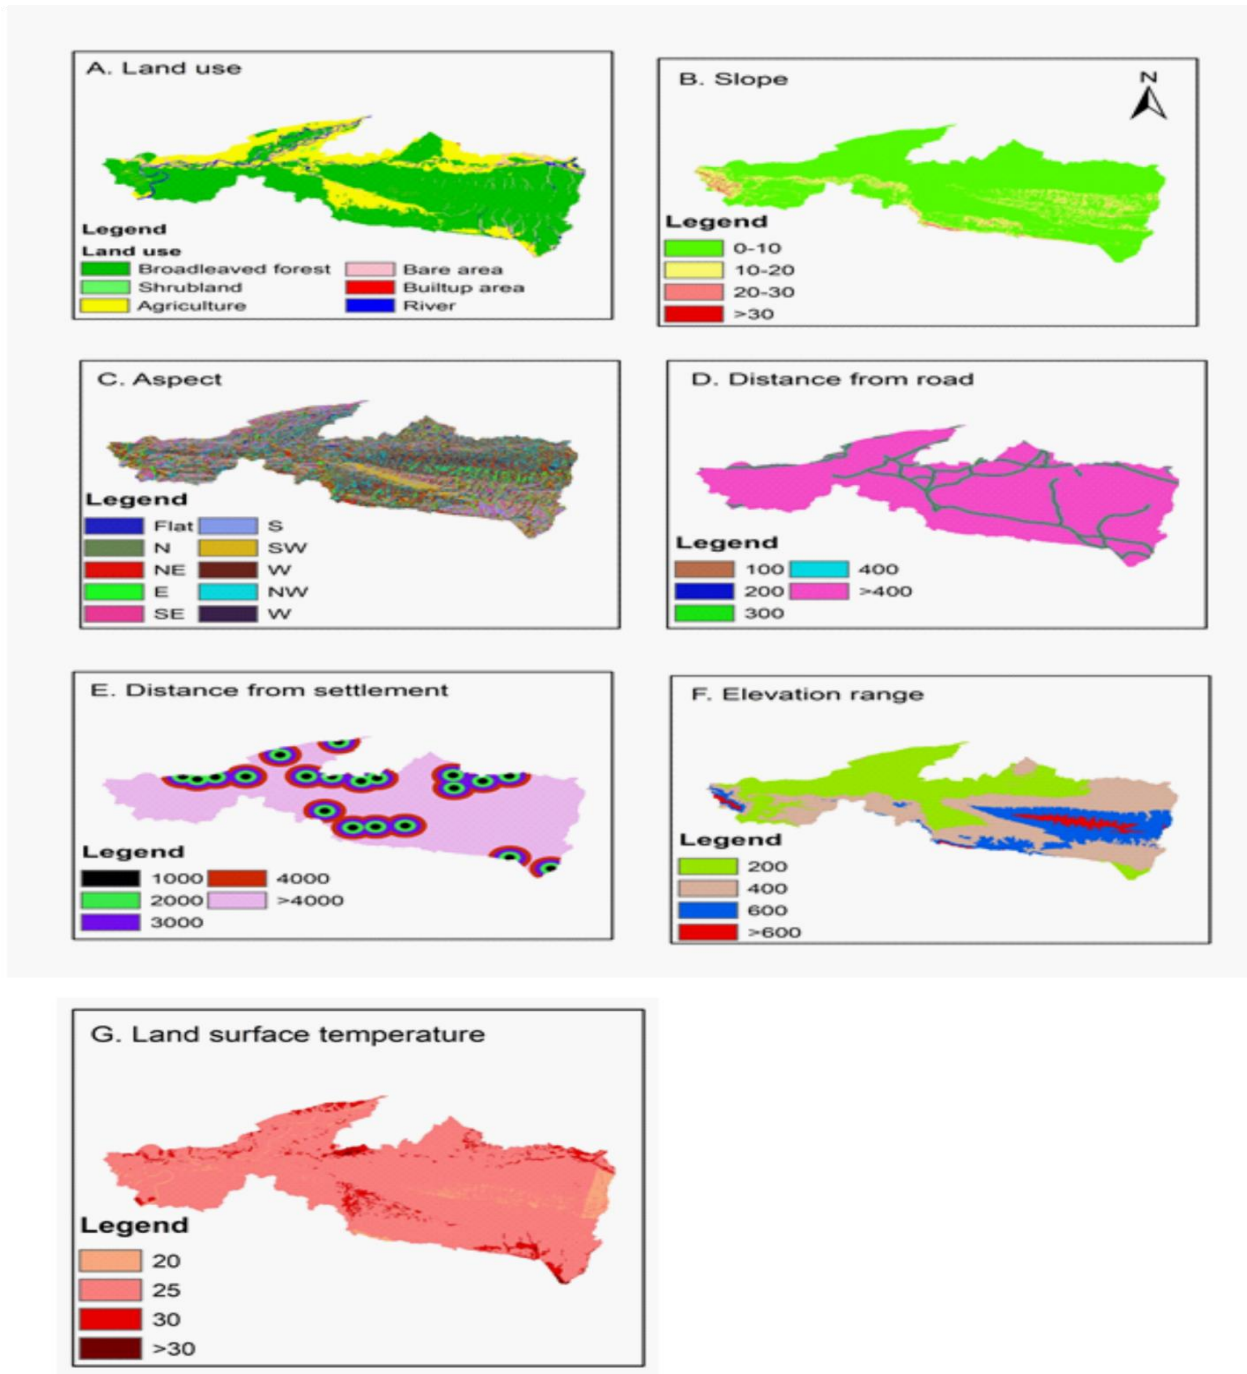 A. Land use
Legend
Land use
Broadleaved forest Bare area
Shrubland Builtup area
Agriculture River
B. Slope
N
Legend
0-10
10-20
20-30
>30
C. Aspect
Legend
Flat S
N SW
NE W
E NW
SE W
D. Distance from road
Legend
100 400
200 >400
300
E. Distance from settlement
Legend
1000 4000
2000 >4000
3000
F. Elevation range
Legend
200
400
600
>600
G. Land surface temperature
Legend
20
25
30
>30